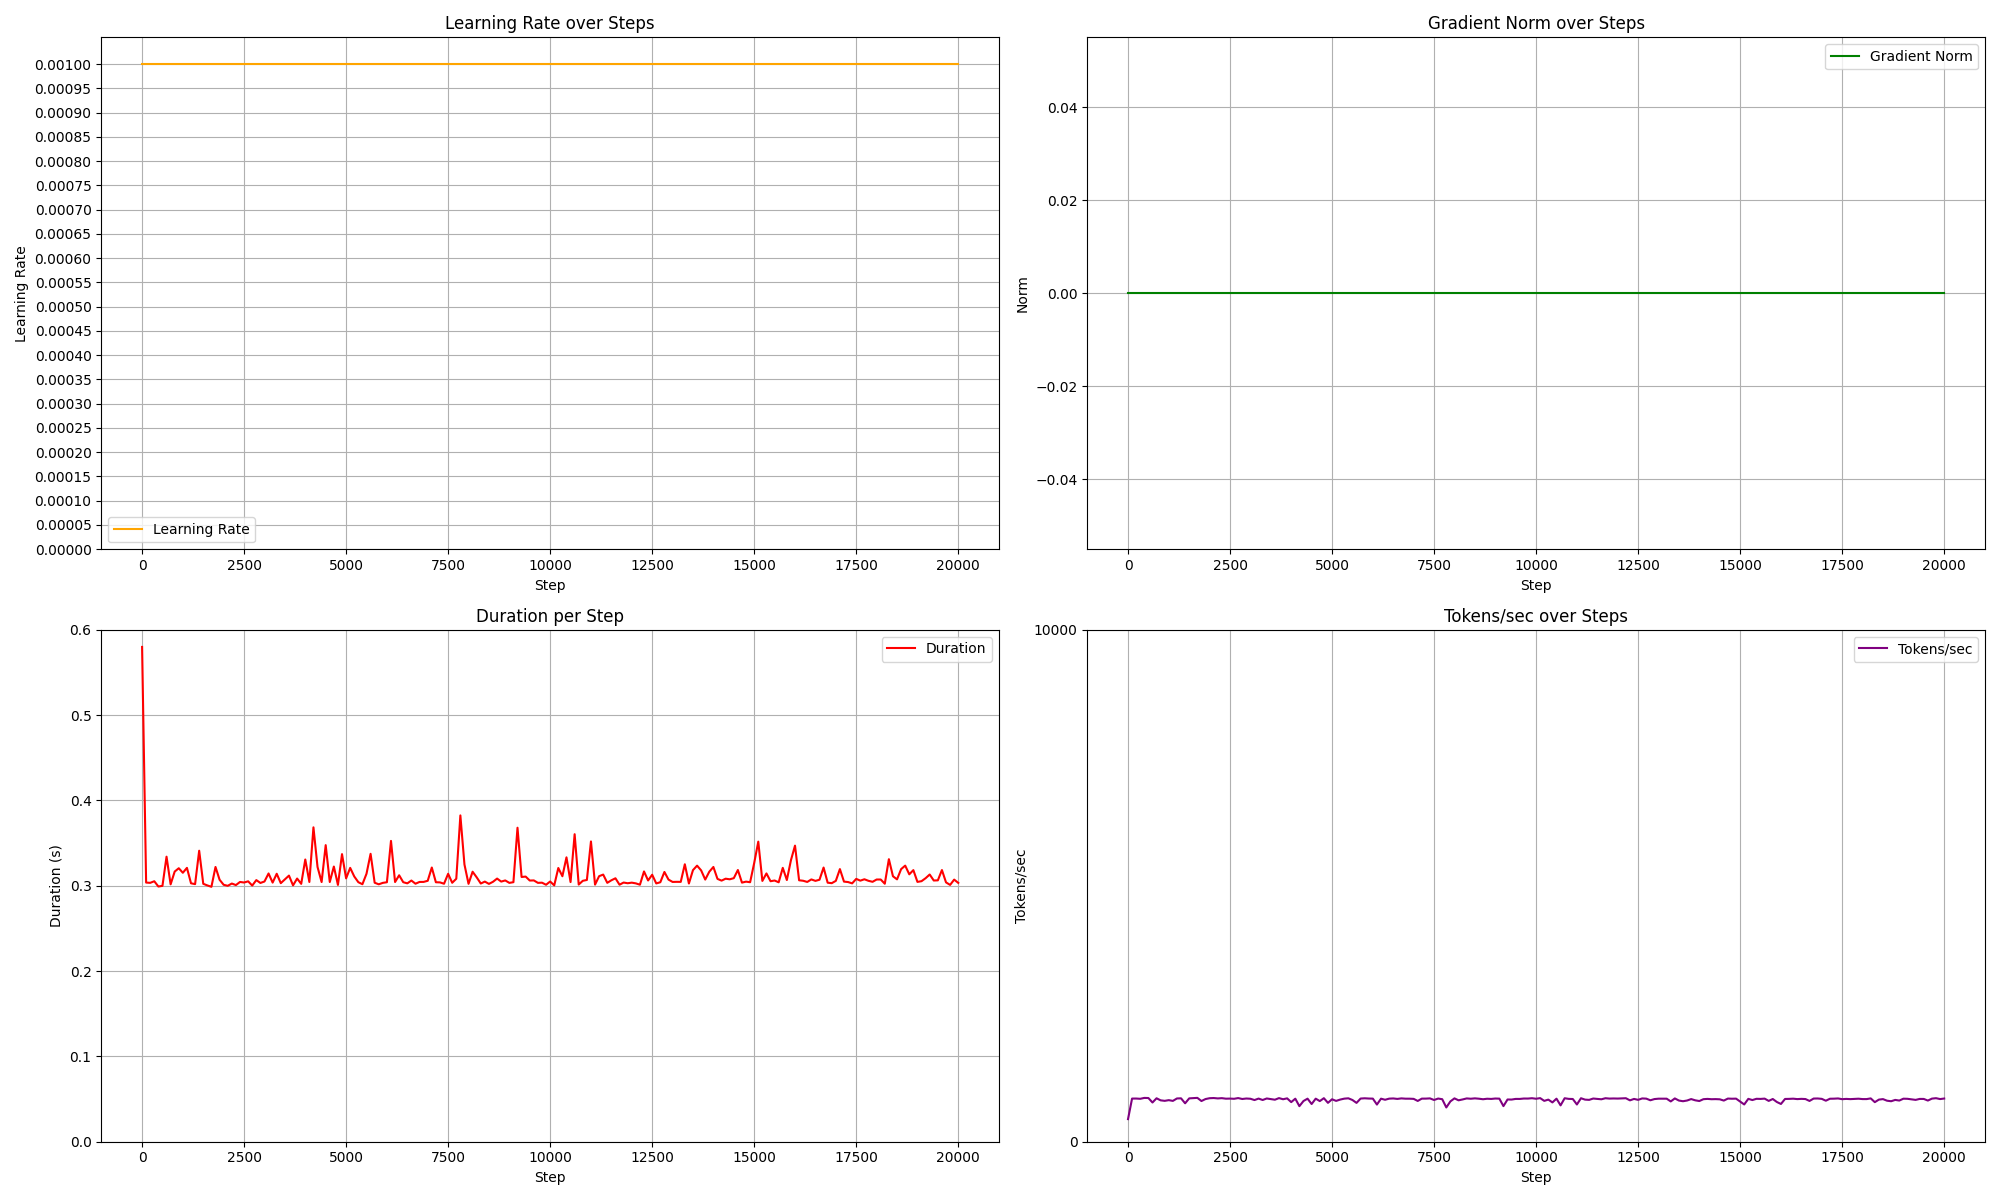 Learning Rate over Steps
0.00100
0.00095
0.00090
0.00085
0.00080
0.00075
0.00070
0.00065
0.00060
0.00055
0.00050
0.00045
0.00040
0.00035
0.00030
0.00025
0.00020
0.00015
0.00010
0.00005
0.00000
Learning Rate
Learning Rate
0 2500 5000 7500 10000 12500 15000 17500 20000
Step
Gradient Norm over Steps
Gradient Norm
0.04
0.02
0.00
−0.02
−0.04
Norm
0 2500 5000 7500 10000 12500 15000 17500 20000
Step
Duration per Step
Duration
0.6
0.5
0.4
0.3
0.2
0.1
0.0
Duration (s)
0 2500 5000 7500 10000 12500 15000 17500 20000
Step
Tokens/sec over Steps
Tokens/sec
10000
0
Tokens/sec
0 2500 5000 7500 10000 12500 15000 17500 20000
Step